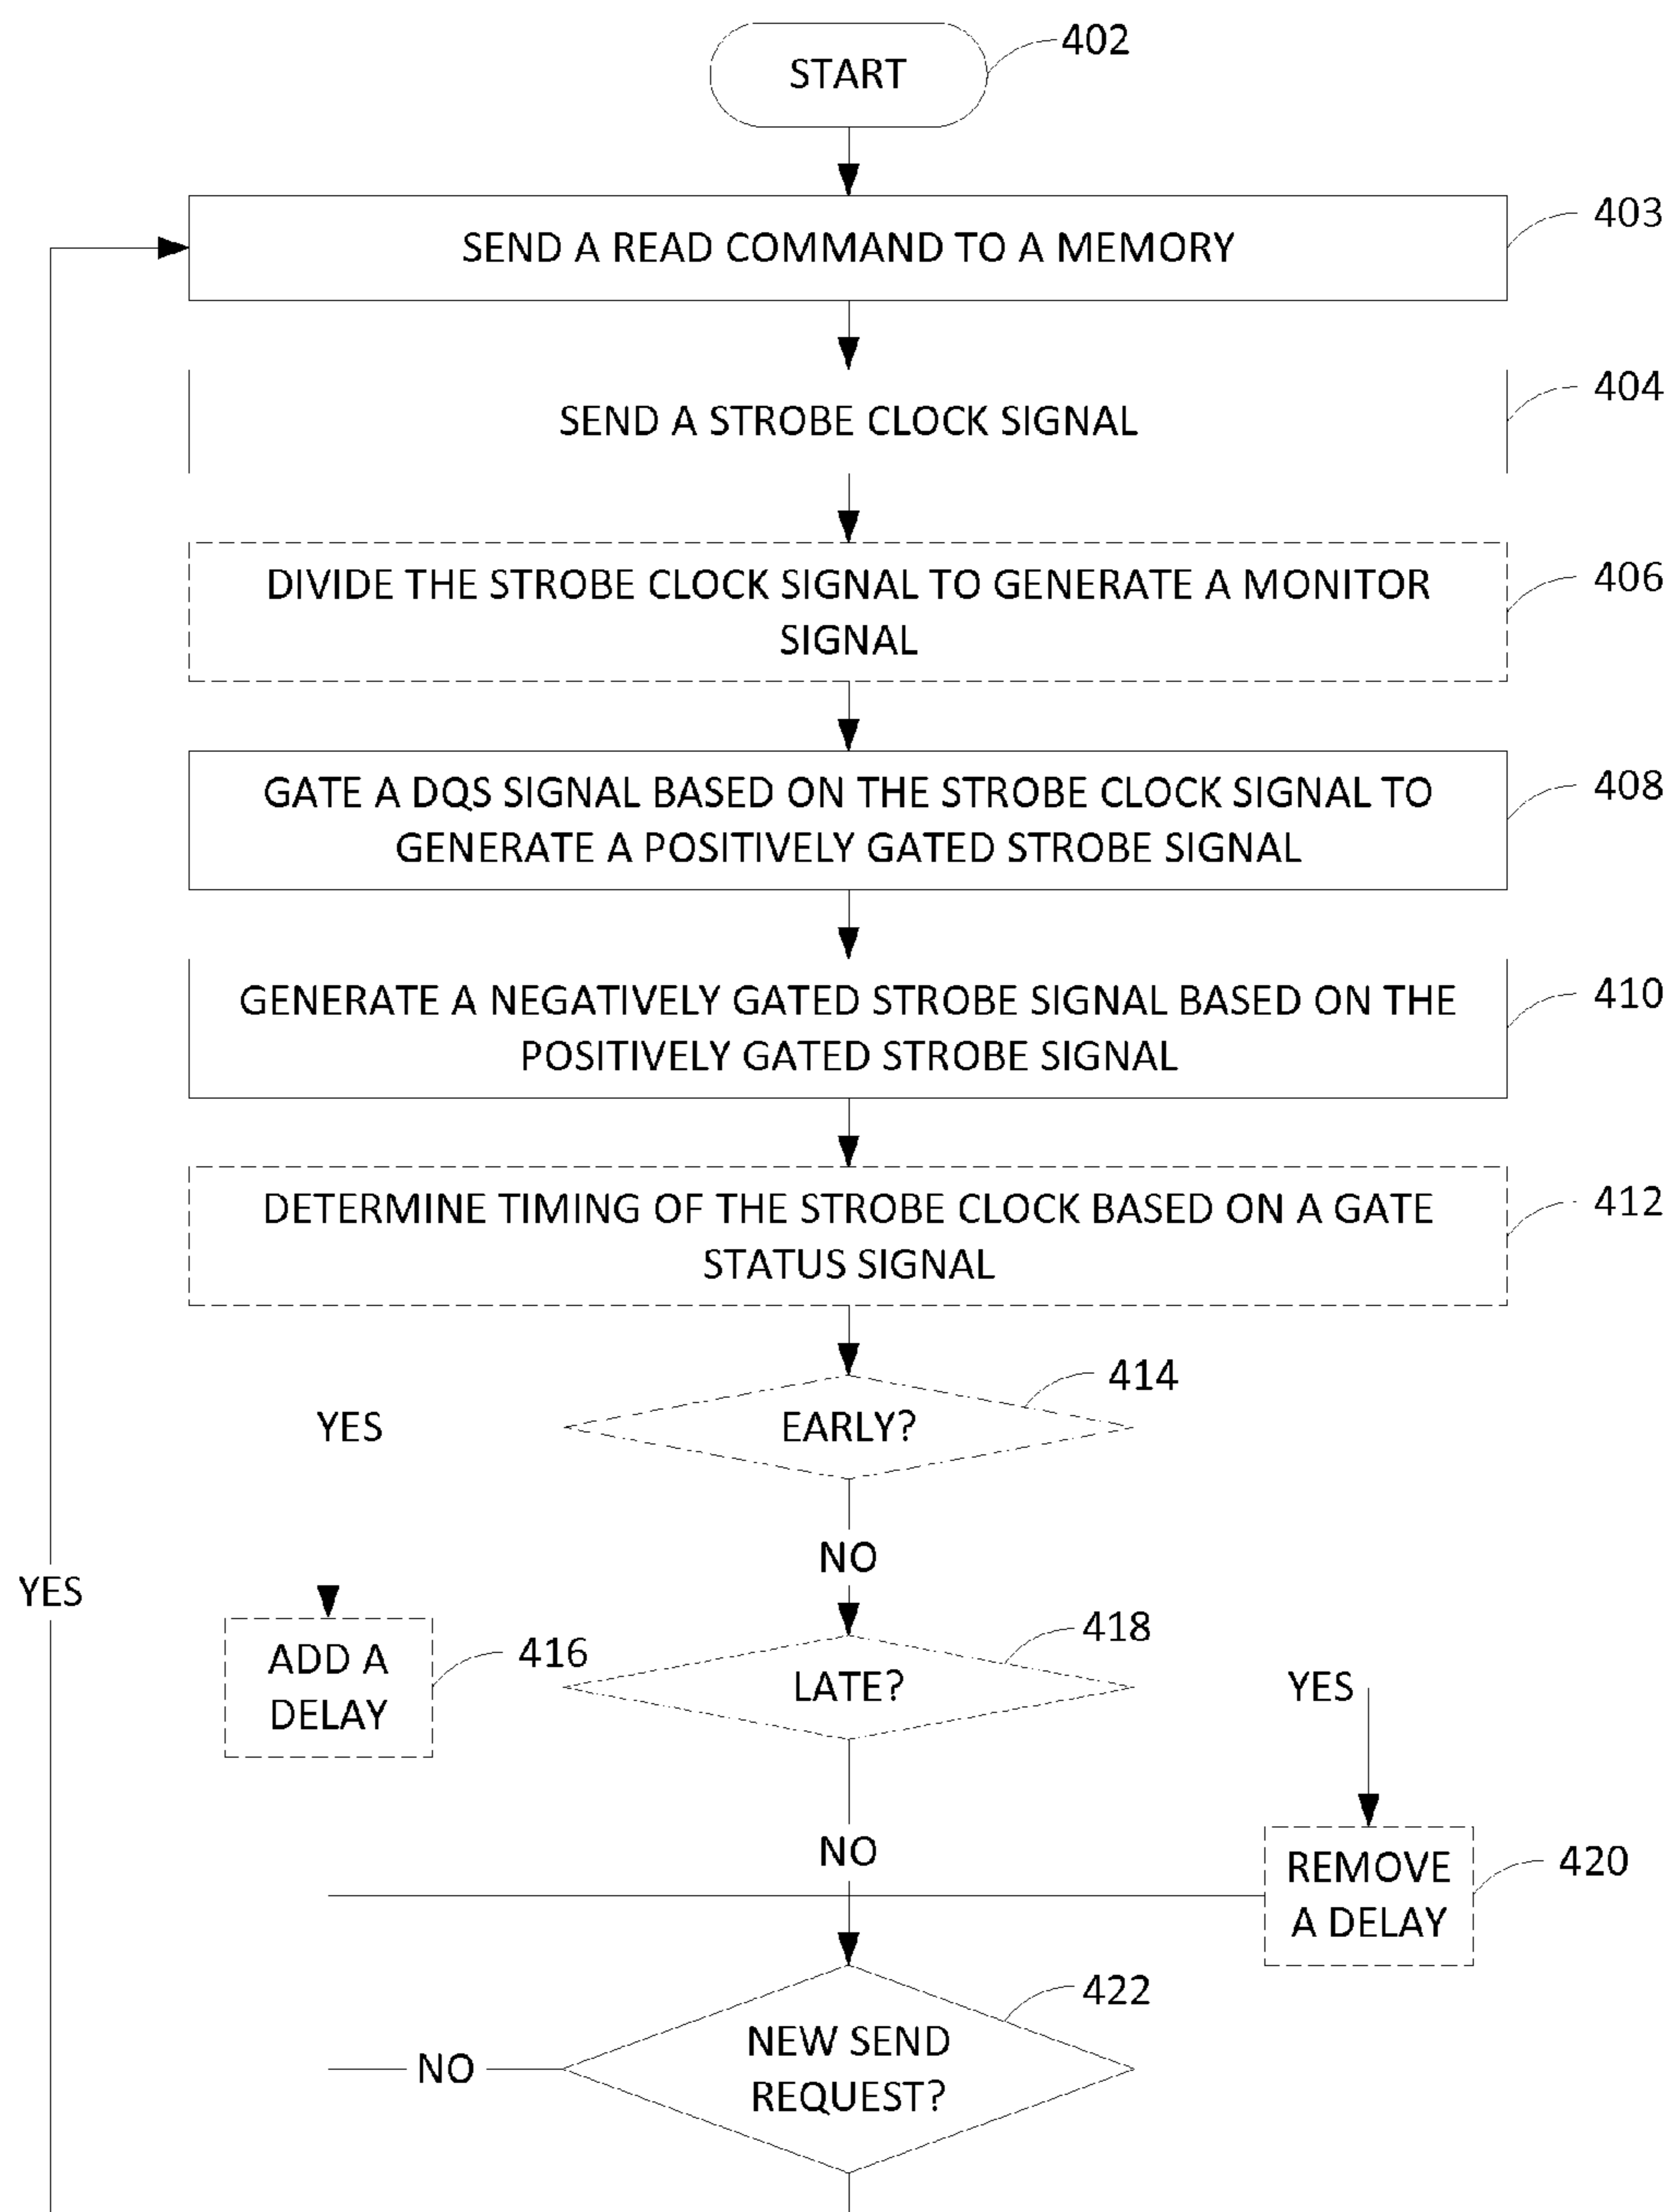 402
START
403
SEND A READ COMMAND TO A MEMORY
404
SEND A STROBE CLOCK SIGNAL
406
DIVIDE THE STROBE CLOCK SIGNAL TO GENERATE A MONITOR
SIGNAL
408
GATE A DQS SIGNAL BASED ON THE STROBE CLOCK SIGNAL TO
GENERATE A POSITIVELY GATED STROBE SIGNAL
410
GENERATE A NEGATIVELY GATED STROBE SIGNAL BASED ON THE
POSITIVELY GATED STROBE SIGNAL
412
DETERMINE TIMING OF THE STROBE CLOCK BASED ON A GATE
STATUS SIGNAL
414
YES
EARLY?
NO
YES
416
ADD A
DELAY
418
LATE?
YES
NO
420
REMOVE
A DELAY
422
NEW SEND
REQUEST?
NO